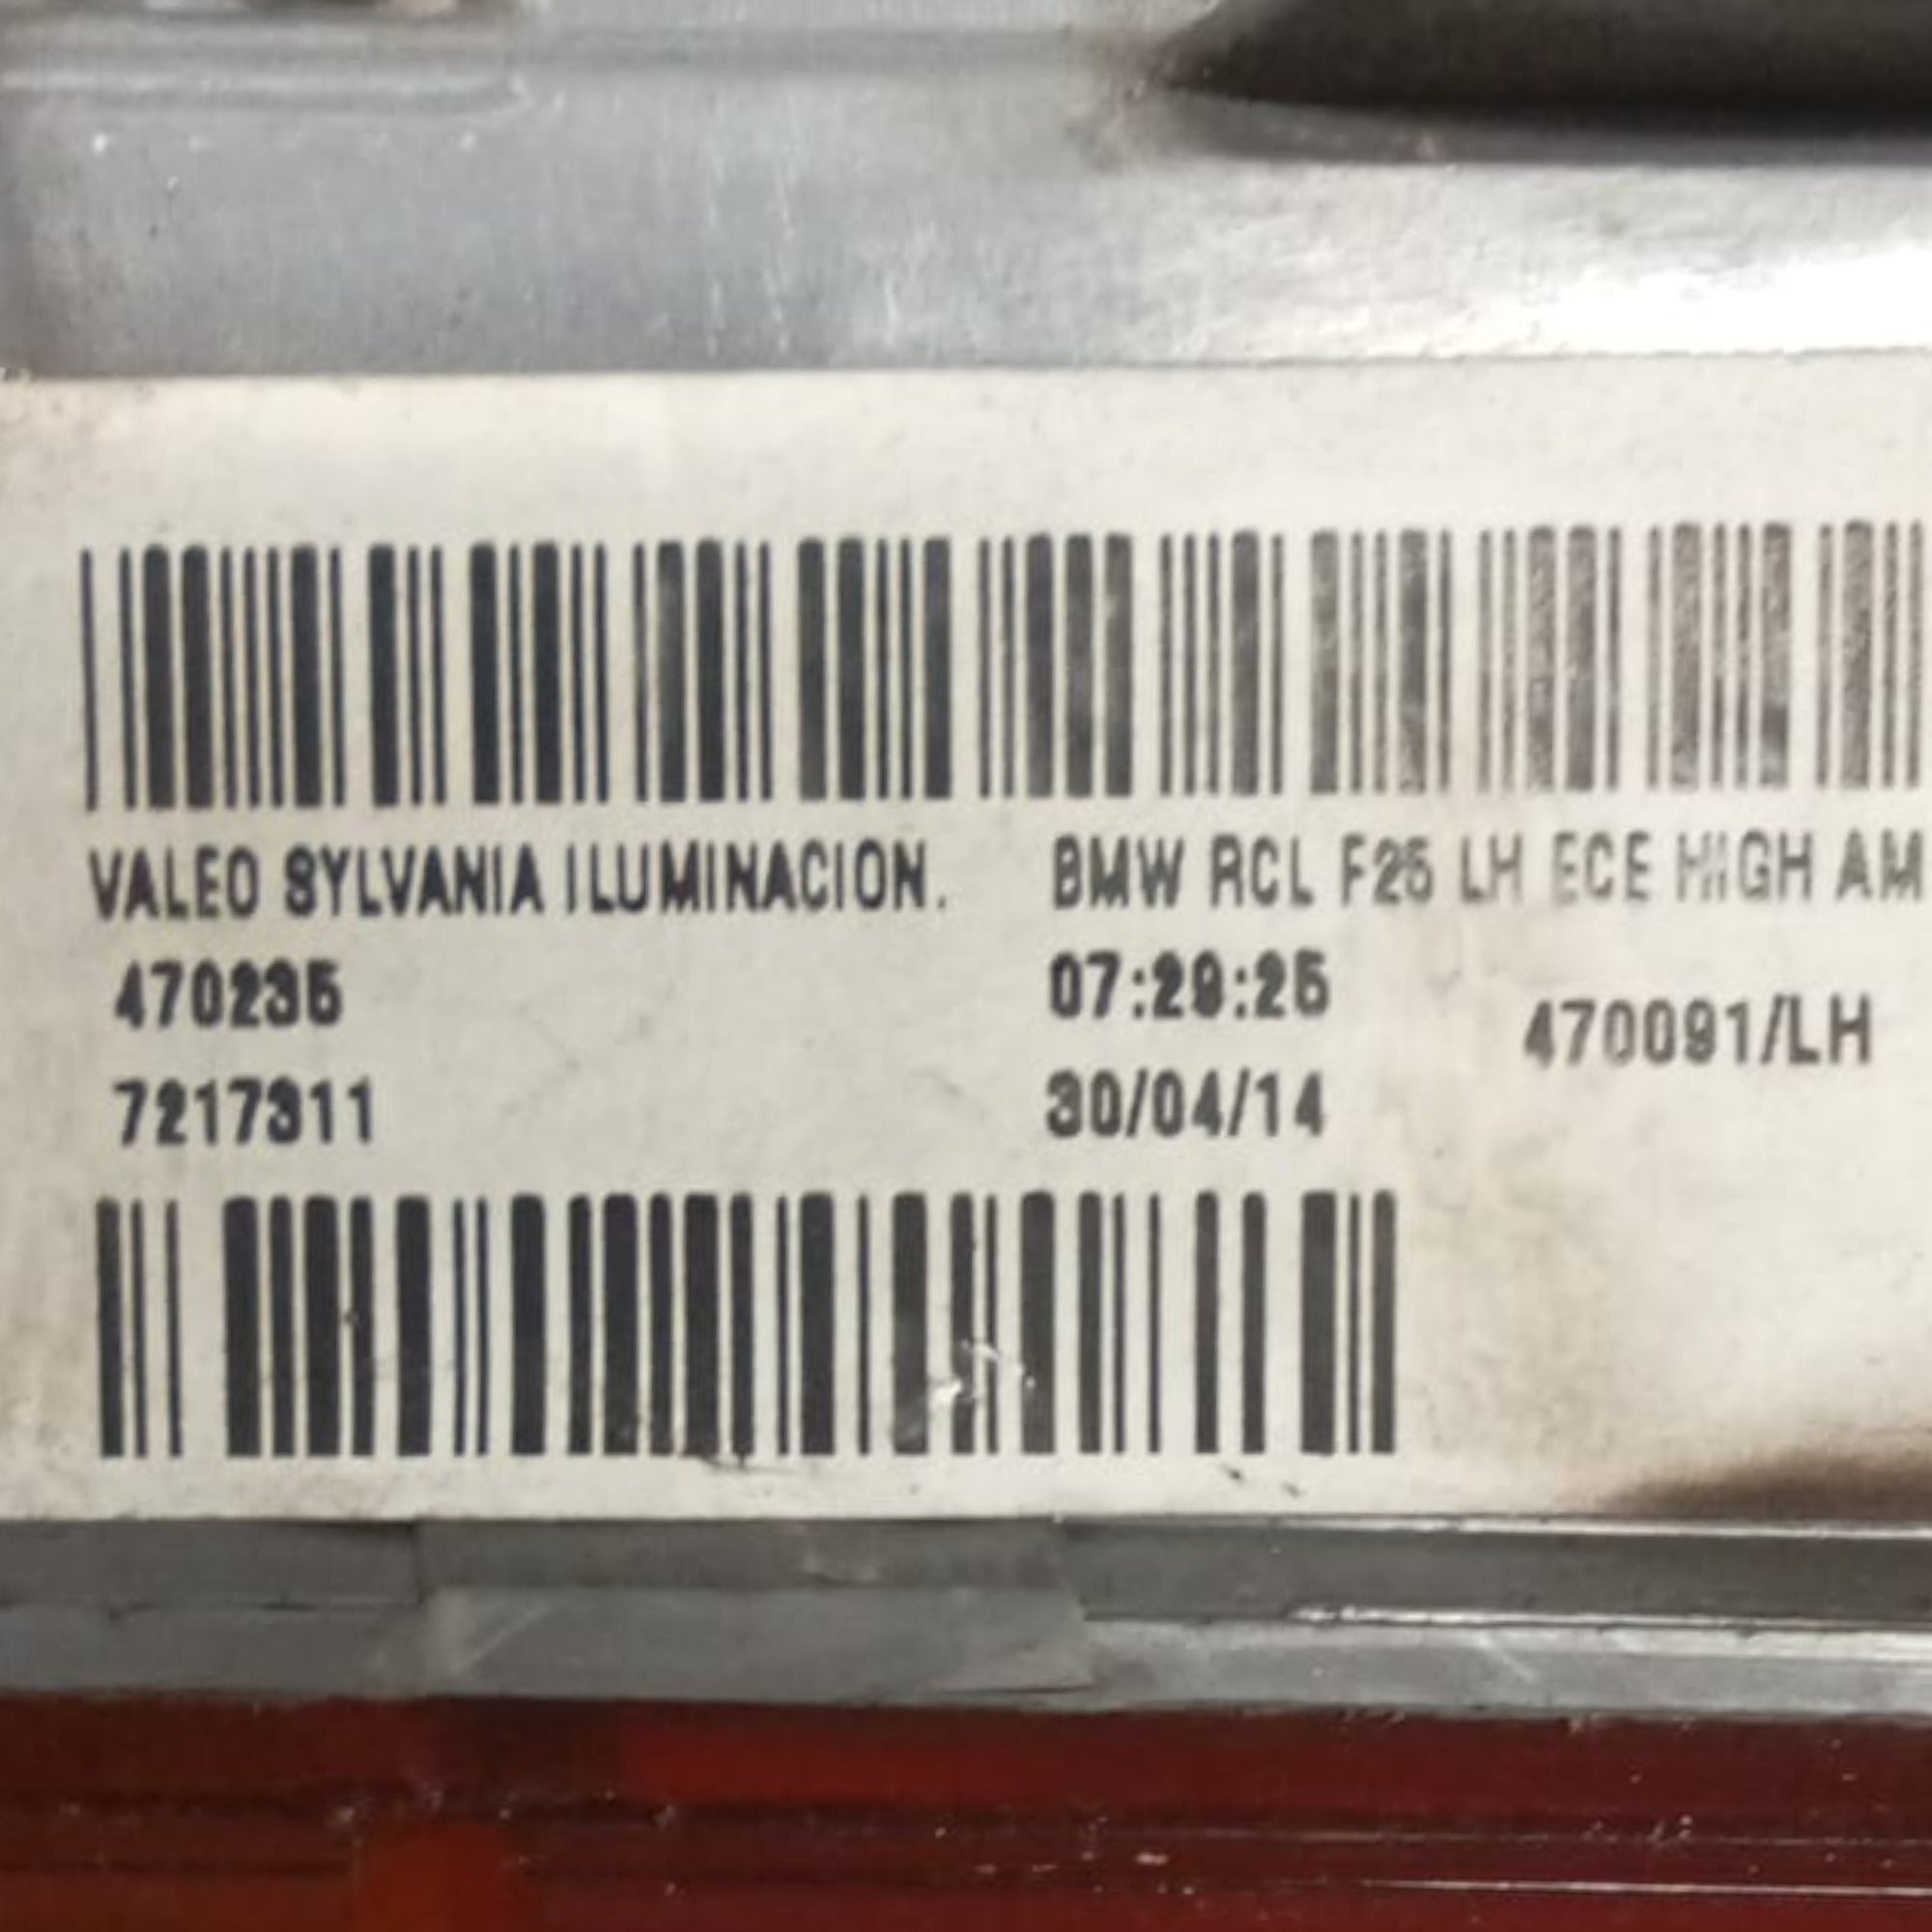 VALEO SYLVANIA ILUMINACION. BMW RCL F25 LH ECE HIGH AM
470235 07:29:25
470091/LH
7217311 30/04/14